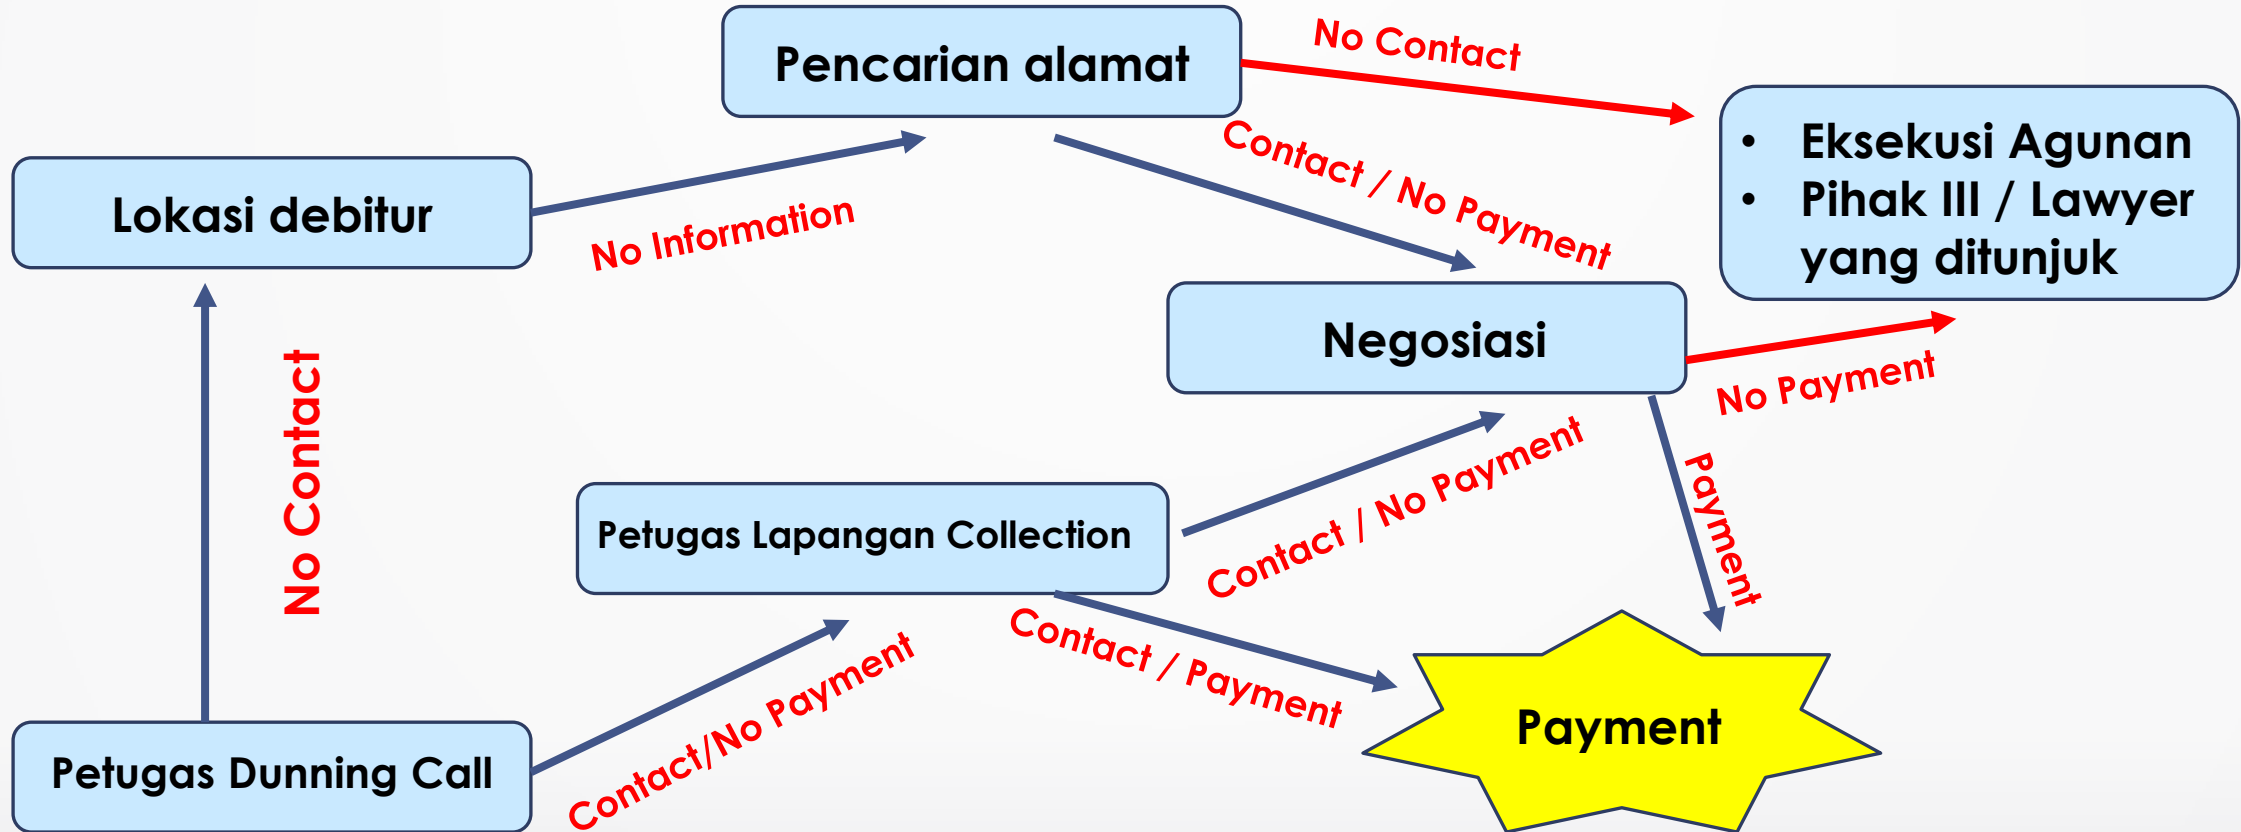 Pencarian alamat
No Contact
• Eksekusi Agunan
• Pihak III / Lawyer
yang ditunjuk
Contact / No Payment
Lokasi debitur
No Information
Negosiasi
No Payment
No Contact
Payment
Petugas Lapangan Collection
Contact / No Payment
Contact / Payment
Petugas Dunning Call
Contact/No Payment
Payment